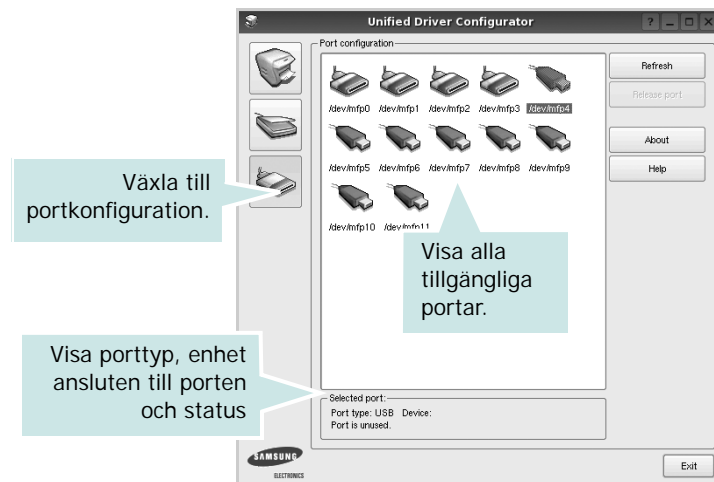 Unified Driver Configurator
Port configuration
/dev/mfp0 /dev/mfp1 /dev/mfp2 /dev/mfp3 /dev/mfp4
/dev/mfp5 /dev/mfp6 /dev/mfp7 /dev/mfp8 /dev/mfp9
/dev/mfp10 /dev/mfp11
Refresh
Release port
About
Help
Växla till
portkonfiguration.
Visa alla
tillgängliga
portar.
Visa porttyp, enhet
ansluten till porten
och status
Selected port:
Port type: USB Device:
Port is unused.
SAMSUNG
ELECTRONICS
Exit